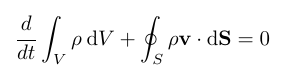 d/dt ∫_V ρ dV + ∮_S ρ𝐯 · d𝐒 = 0